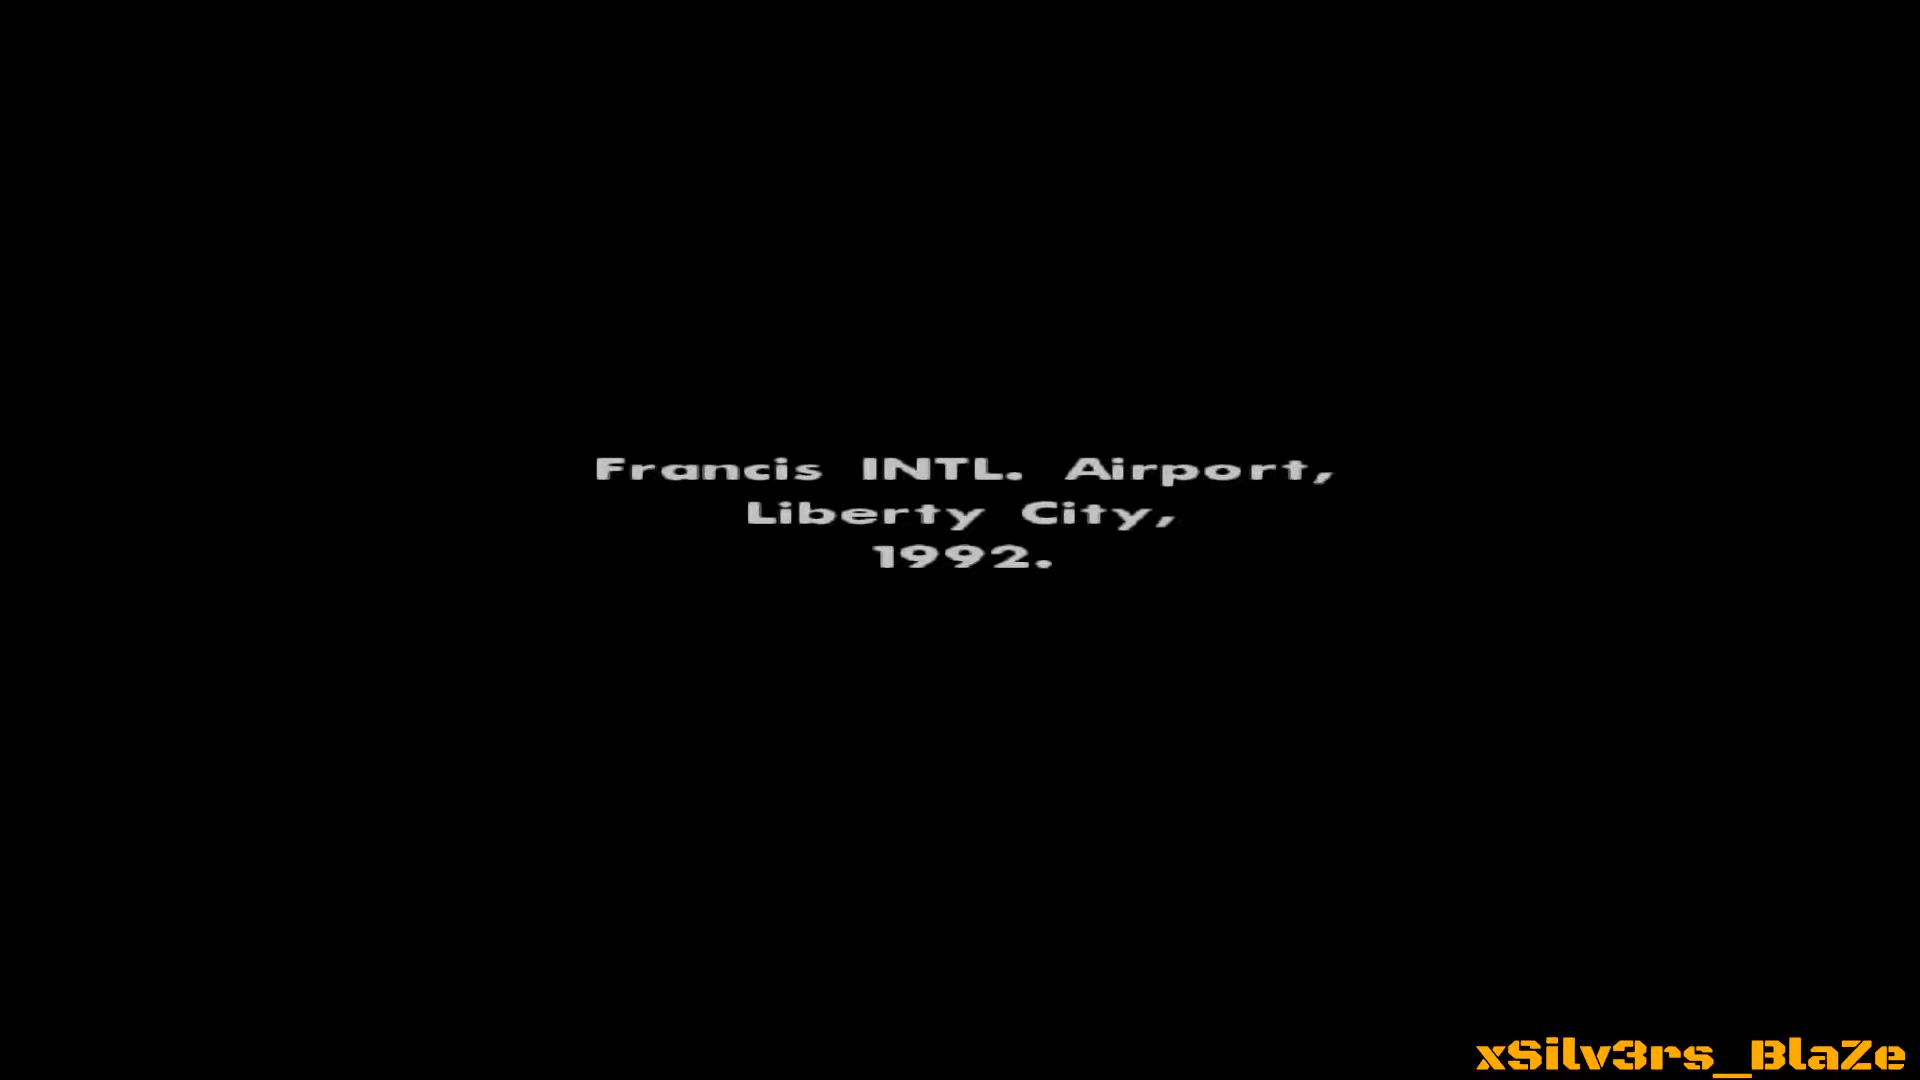 Francis INTL. Airport,
Liberty City,
1992.
xSilv3rs_BlaZe